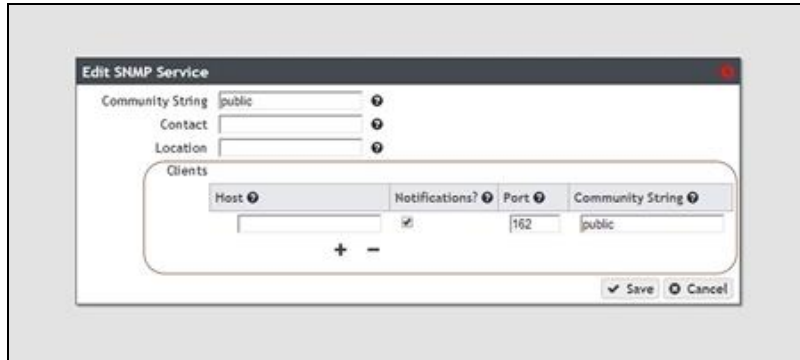 Edit SNMP Service
Community String public
Contact
Location
Clients
Host Notifications? Port Community String
162 public
Save Cancel